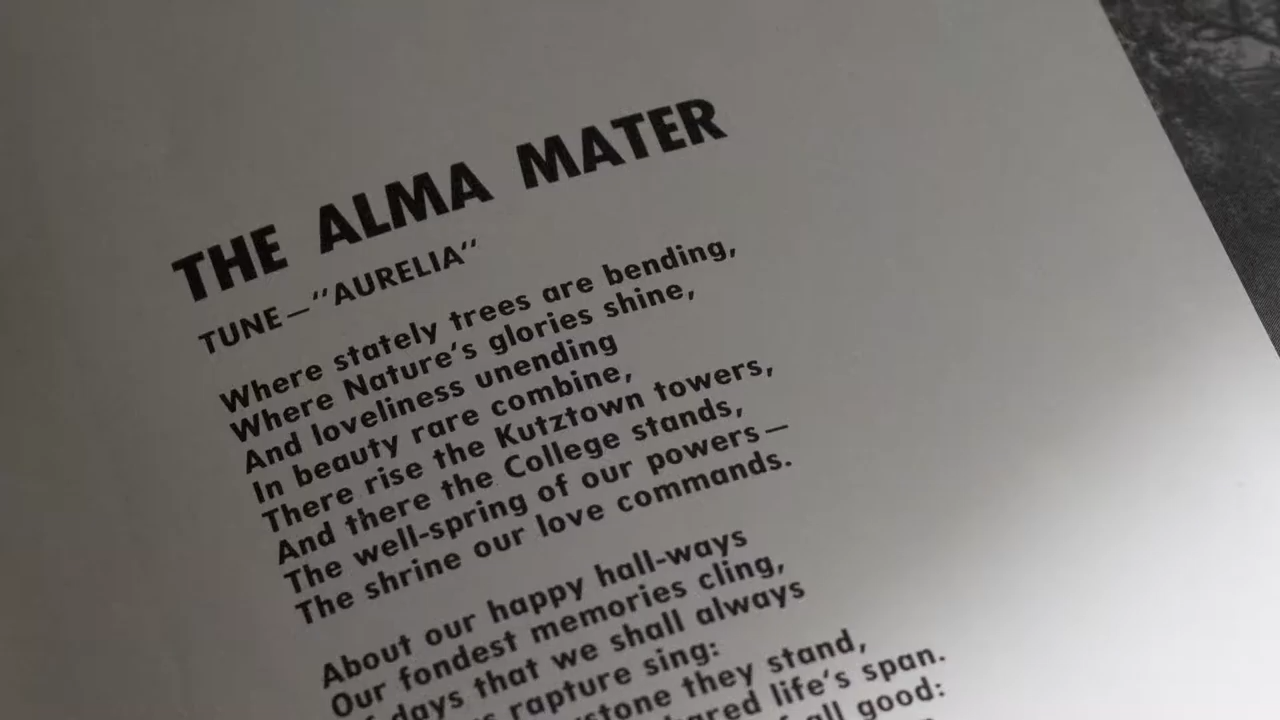 THE ALMA MATER
TUNE—"AURELIA"
Where stately trees are bending,
Where Nature's glories shine,
And loveliness unending
In beauty rare combine,
There rise the Kutztown towers,
And there the College stands,
The well-spring of our powers—
The shrine our love commands.
About our happy hall-ways
Our fondest memories cling,
days that we shall always
rapture sing:
they stand,
life's span.
all good: